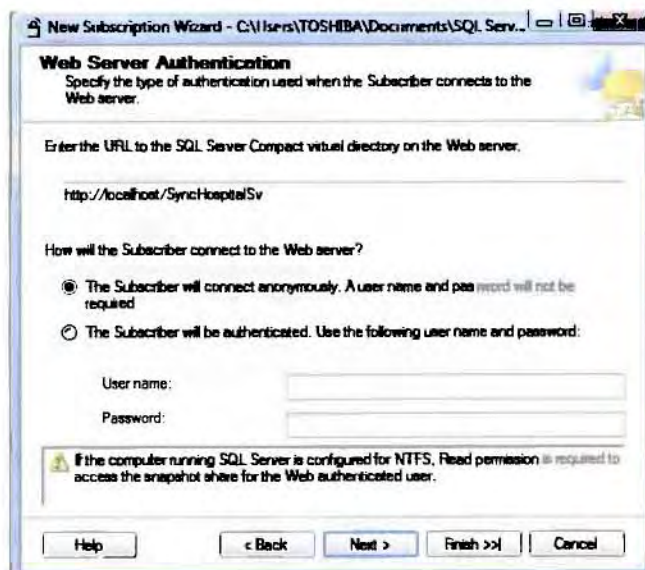 New Subscription Wizard - C:\Users\TOSHIBA\Documents\SQL Serv...
Web Server Authentication
Specify the type of authentication used when the Subscriber connects to the
Web server.
Enter the URL to the SQL Server Compact virtual directory on the Web server.
http://localhost/SyncHospitalSv
How will the Subscriber connect to the Web server?
The Subscriber will connect anonymously. A user name and password will not be
required
The Subscriber will be authenticated. Use the following user name and password:
User name:
Password:
If the computer running SQL Server is configured for NTFS, Read permission is required to
access the snapshot share for the Web authenticated user.
Help
< Back
Next >
Finish >>|
Cancel